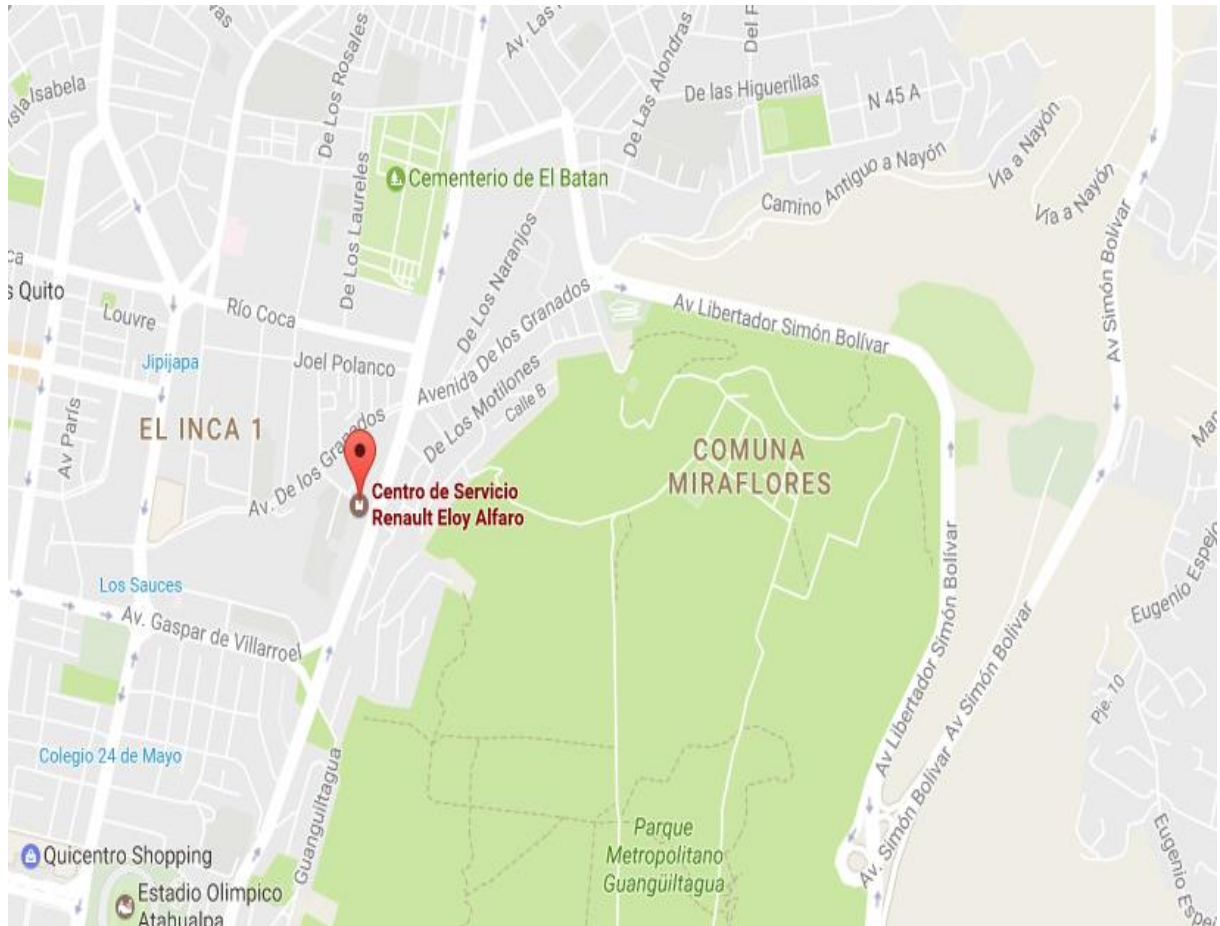 De Los Rosales
Av. Las
De Las Alondras
Del F
De las Higuerillas
N 45 A
Isla Isabela
De Los Laureles
Cementerio de El Batan
Camino Antiguo a Nayón
Vía a Nayón
Vía a Nayón
Av Simón Bolívar
De Los Naranjos
s Quito
Louvre
Río Coca
Avenida De los Granados
Av Libertador Simón Bolívar
Jipijapa
Joel Polanco
De Los Motilones
Calle B
Av París
EL INCA 1
Av. De los Granados
COMUNA
MIRAFLORES
Centro de Servicio
Renault Eloy Alfaro
Los Sauces
Av. Gaspar de Villarroel
Av Libertador Simón Bolívar
Av Simón Bolívar
Av. Simón Bolívar
Eugenio Espejo
Pje. 10
Colegio 24 de Mayo
Guanguiltagua
Parque
Metropolitano
Guangüiltagua
Quicentro Shopping
Estadio Olimpico
Atahualpa
Eugenio Espejo